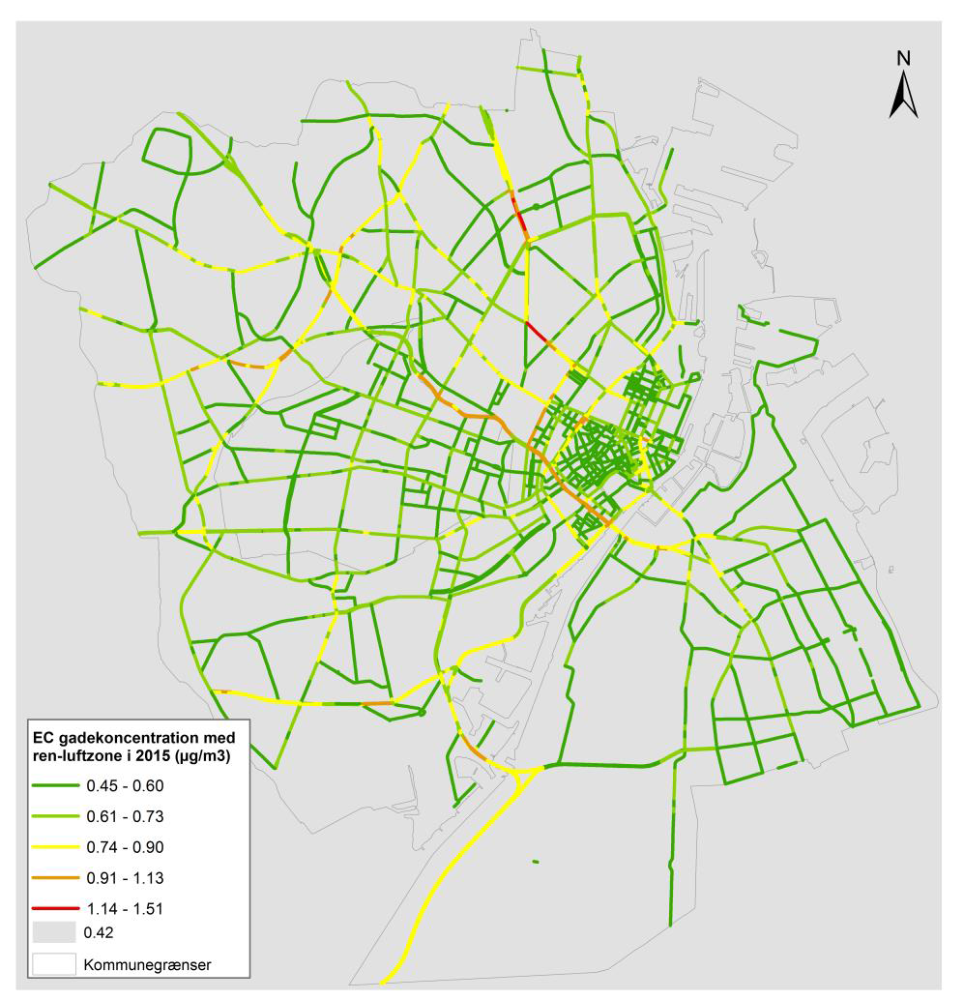 N
EC gadekoncentration med
ren-luftzone i 2015 (µg/m3)
0.45 - 0.60
0.61 - 0.73
0.74 - 0.90
0.91 - 1.13
1.14 - 1.51
0.42
Kommunegrænser